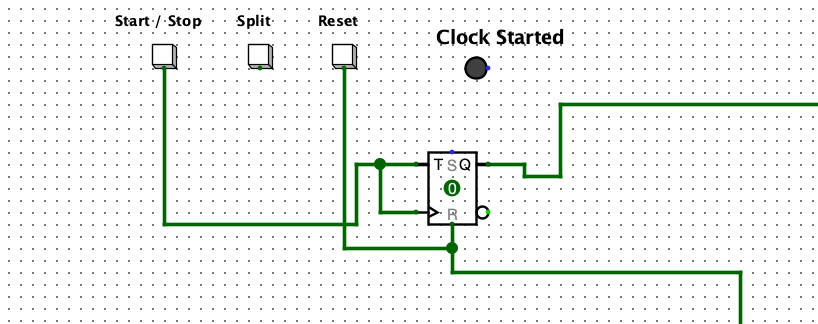 Start / Stop
Split
Reset
Clock Started
T S Q
0
R